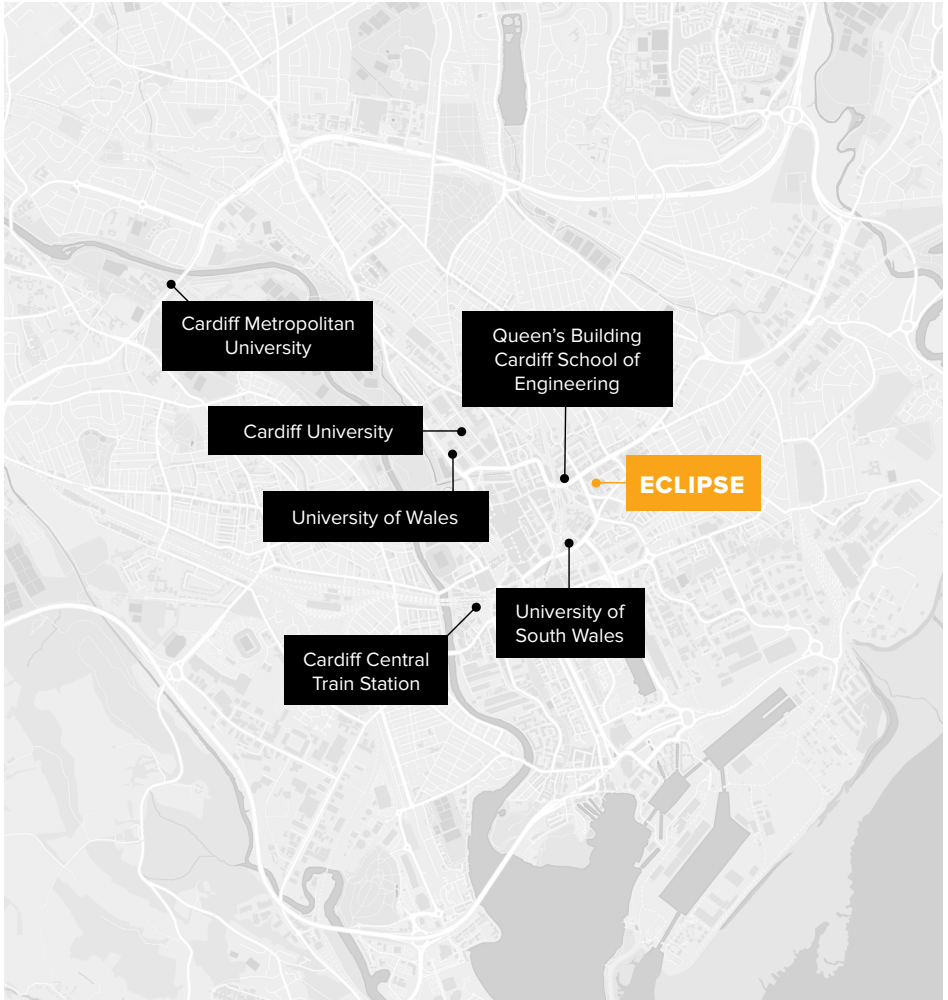 Cardiff Metropolitan
University
Queen’s Building
Cardiff School of
Engineering
Cardiff University
ECLIPSE
University of Wales
University of
South Wales
Cardiff Central
Train Station